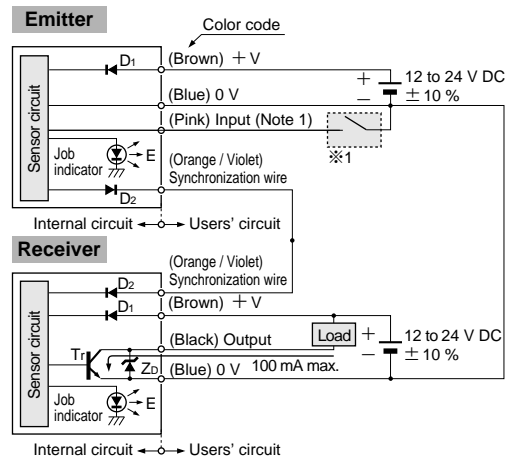 Emitter
Color code
D1
(Brown) ＋V
(Blue) 0 V
(Pink) Input (Note 1)
＋
－
12 to 24 V DC
±10 %
※1
Sensor circuit
Job
indicator
E
(Orange / Violet)
Synchronization wire
D2
Internal circuit
Users' circuit
Receiver
(Orange / Violet)
Synchronization wire
D2
D1
(Brown) ＋V
(Black) Output
Load
＋
－
12 to 24 V DC
±10 %
Tr
ZD
(Blue) 0 V
100 mA max.
Sensor circuit
Job
indicator
E
Internal circuit
Users' circuit